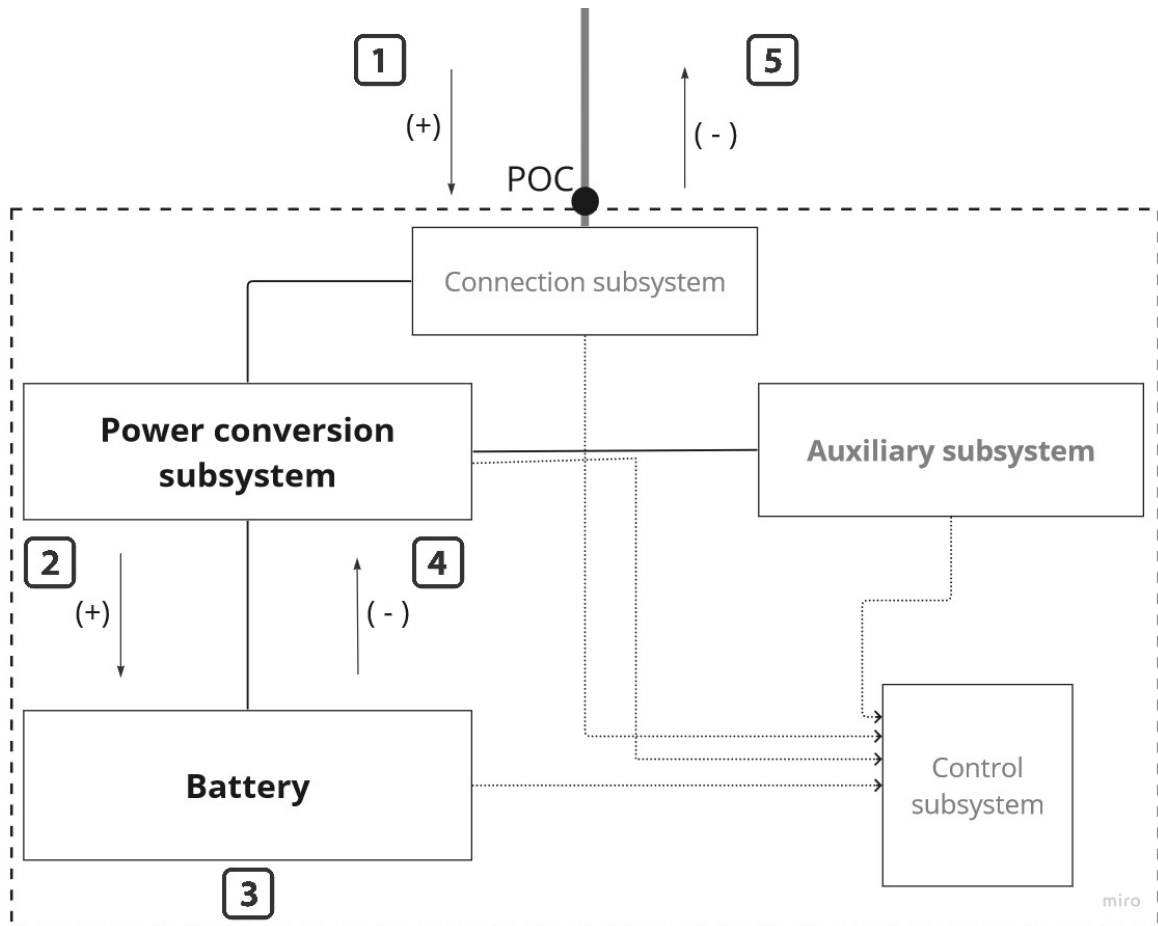 1
5
(+)
( - )
POC
Connection subsystem
Power conversion
subsystem
Auxiliary subsystem
2
4
(+)
( - )
Battery
Control
subsystem
3
miro